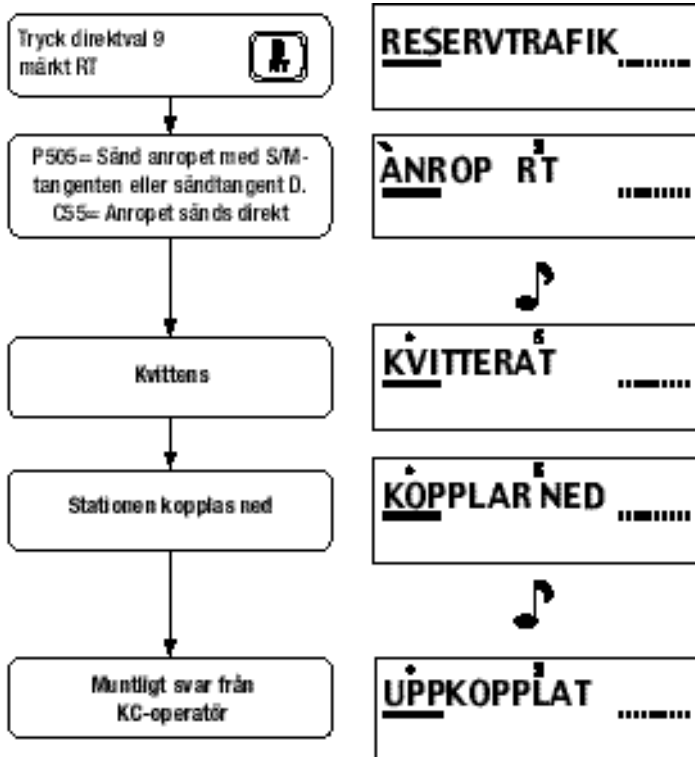 Tryck direktval 9
märkt RT
RT
RESERVTRAFIK
P505= Sänd anropet med S/M-
tangenten eller sändtangent D.
C55= Anropet sänds direkt
ANROP RT
Kvittens
KVITTERAT
Stationen kopplas ned
KOPPLAR NED
Muntligt svar från
KC-operatör
UPPKOPPLAT